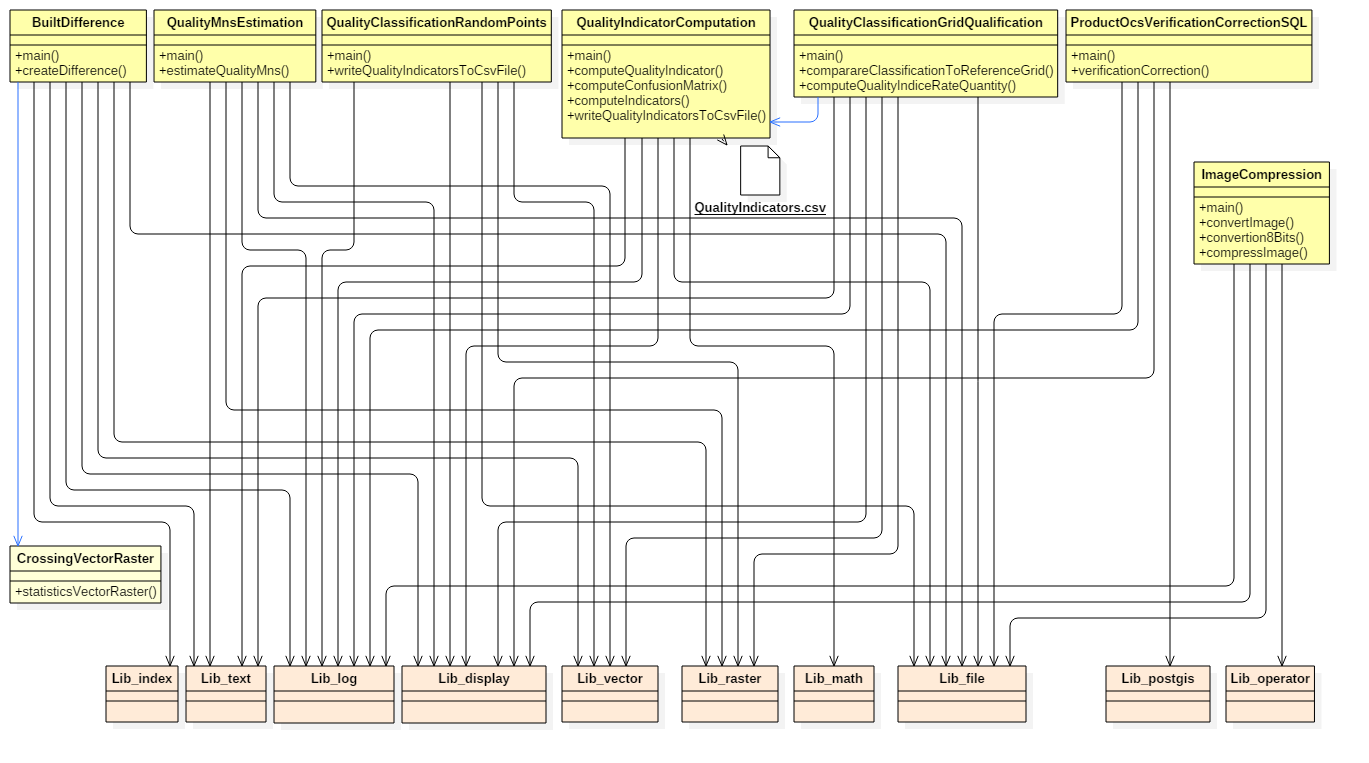 BuiltDifference
+main()
+createDifference()
QualityMnsEstimation
+main()
+estimateQualityMns()
QualityClassificationRandomPoints
+main()
+writeQualityIndicatorsToCsvFile()
QualityIndicatorComputation
+main()
+computeQualityIndicator()
+computeConfusionMatrix()
+computeIndicators()
+writeQualityIndicatorsToCsvFile()
QualityClassificationGridQualification
+main()
+comparareClassificationToReferenceGrid()
+computeQualityIndiceRateQuantity()
ProductOcsVerificationCorrectionSQL
+main()
+verificationCorrection()
QualityIndicators.csv
ImageCompression
+main()
+convertImage()
+convertion8Bits()
+compressImage()
CrossingVectorRaster
+statisticsVectorRaster()
Lib_index
Lib_text
Lib_log
Lib_display
Lib_vector
Lib_raster
Lib_math
Lib_file
Lib_postgis
Lib_operator